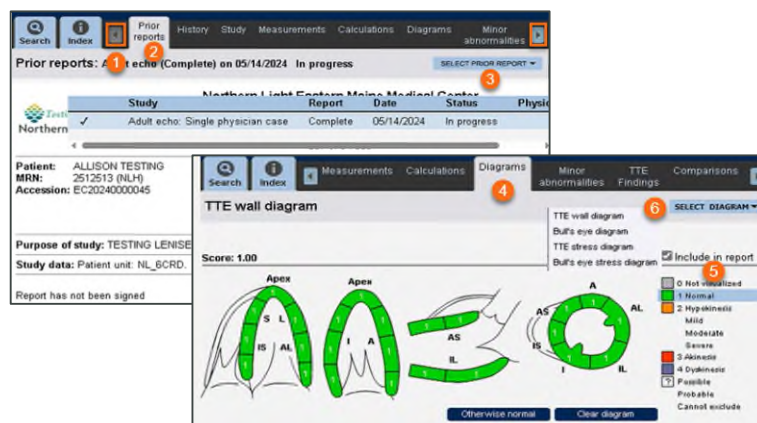 Search
Index
1
Prior reports
2
History
Study
Measurements
Calculations
Diagrams
Minor abnormalities
Prior reports: Adult echo (Complete) on 05/14/2024 In progress
SELECT PRIOR REPORT
3
Northern Light Eastern Maine Medical Center
Study Report Date Status Physic
✓ Adult echo: Single physician case Complete 05/14/2024 In progress
Northern
Patient: ALLISON TESTING
MRN: 2512513 (NLH)
Accession: EC20240000045
Purpose of study: TESTING LENISE
Study data: Patient unit: NL_6CRD.
Report has not been signed
Search
Index
Measurements
Calculations
Diagrams
4
Minor abnormalities
TTE Findings
Comparisons
TTE wall diagram
6
SELECT DIAGRAM
TTE wall diagram
Bull's eye diagram
TTE stress diagram
Bull's eye stress diagram
Include in report
5
Score: 1.00
0 Not visualized
1 Normal
2 Hypokinesis
Mild
Moderate
Severe
3 Akinesis
4 Dyskinesis
? Possible
Probable
Cannot exclude
Apex
S L
IS AL
Apex
I A
AS
IL
A
AS AL
IS
I IL
Otherwise normal
Clear diagram